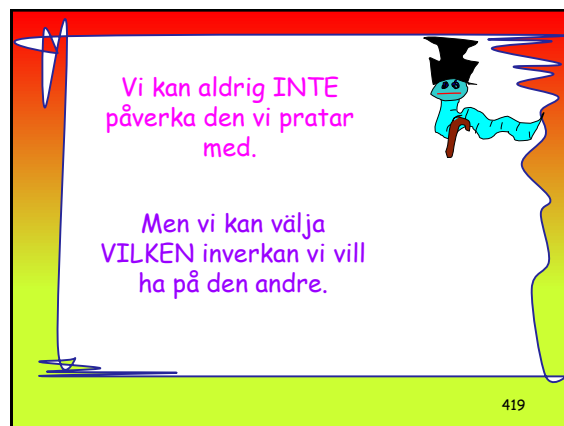 Vi kan aldrig INTE
påverka den vi pratar
med.
Men vi kan välja
VILKEN inverkan vi vill
ha på den andre.
419